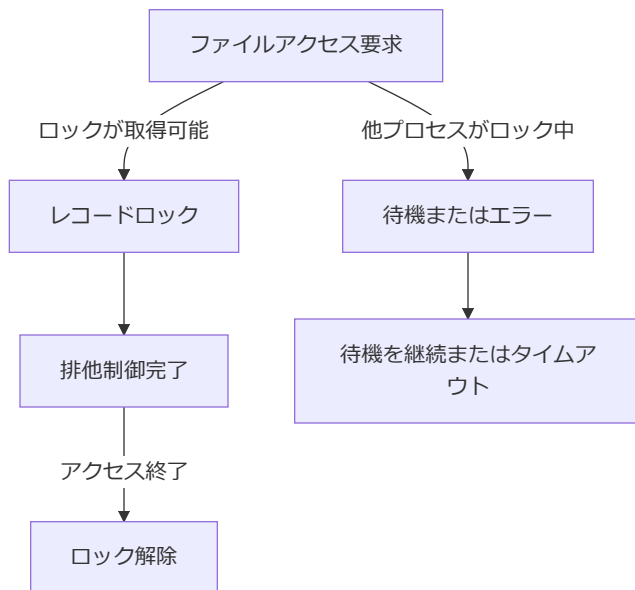 ファイルアクセス要求
ロックが取得可能
他プロセスがロック中
レコードロック
待機またはエラー
排他制御完了
待機を継続またはタイムア
ウト
アクセス終了
ロック解除